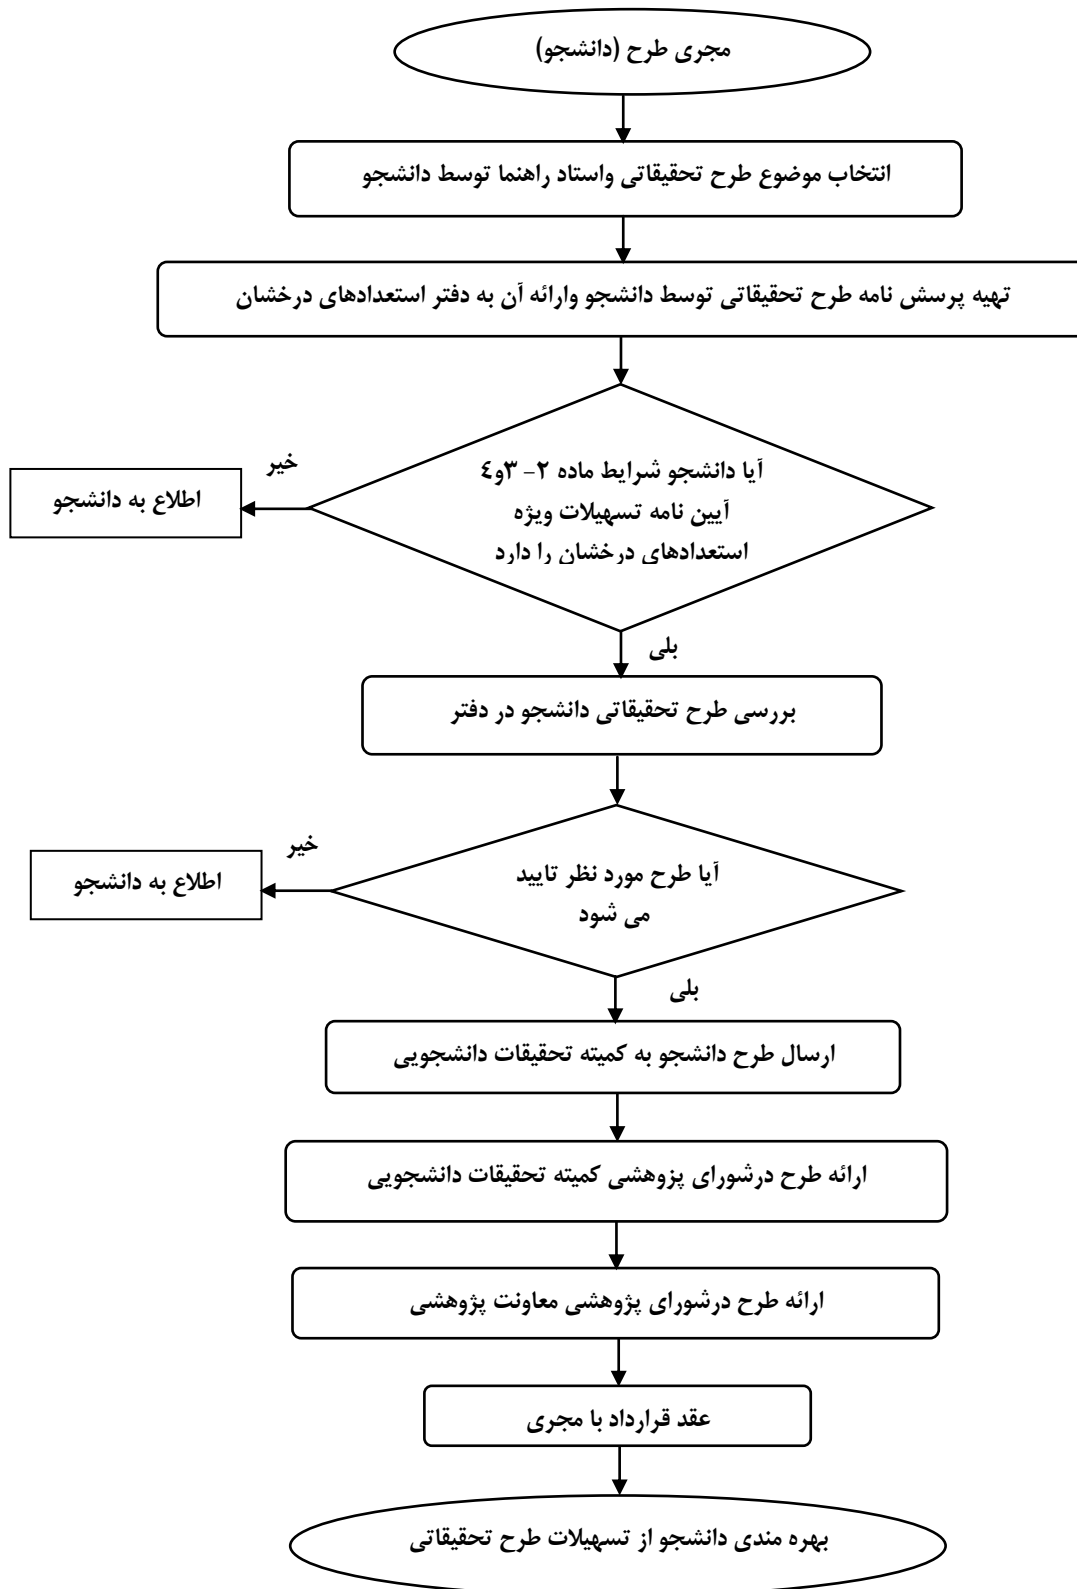 مجری طرح (دانشجو)
انتخاب موضوع طرح تحقیقاتی واستاد راهنما توسط دانشجو
تهیه پرسش نامه طرح تحقیقاتی توسط دانشجو وارائه آن به دفتر استعدادهای درخشان
آیا دانشجو شرایط ماده ۲- ۳و٤
آیین نامه تسهیلات ویژه
استعدادهای درخشان را دارد
خیر
اطلاع به دانشجو
بلی
بررسی طرح تحقیقاتی دانشجو در دفتر
آیا طرح مورد نظر تایید
می شود
خیر
اطلاع به دانشجو
بلی
ارسال طرح دانشجو به کمیته تحقیقات دانشجویی
ارائه طرح درشورای پزوهشی کمیته تحقیقات دانشجویی
ارائه طرح درشورای پژوهشی معاونت پژوهشی
عقد قرارداد با مجری
بهره مندی دانشجو از تسهیلات طرح تحقیقاتی